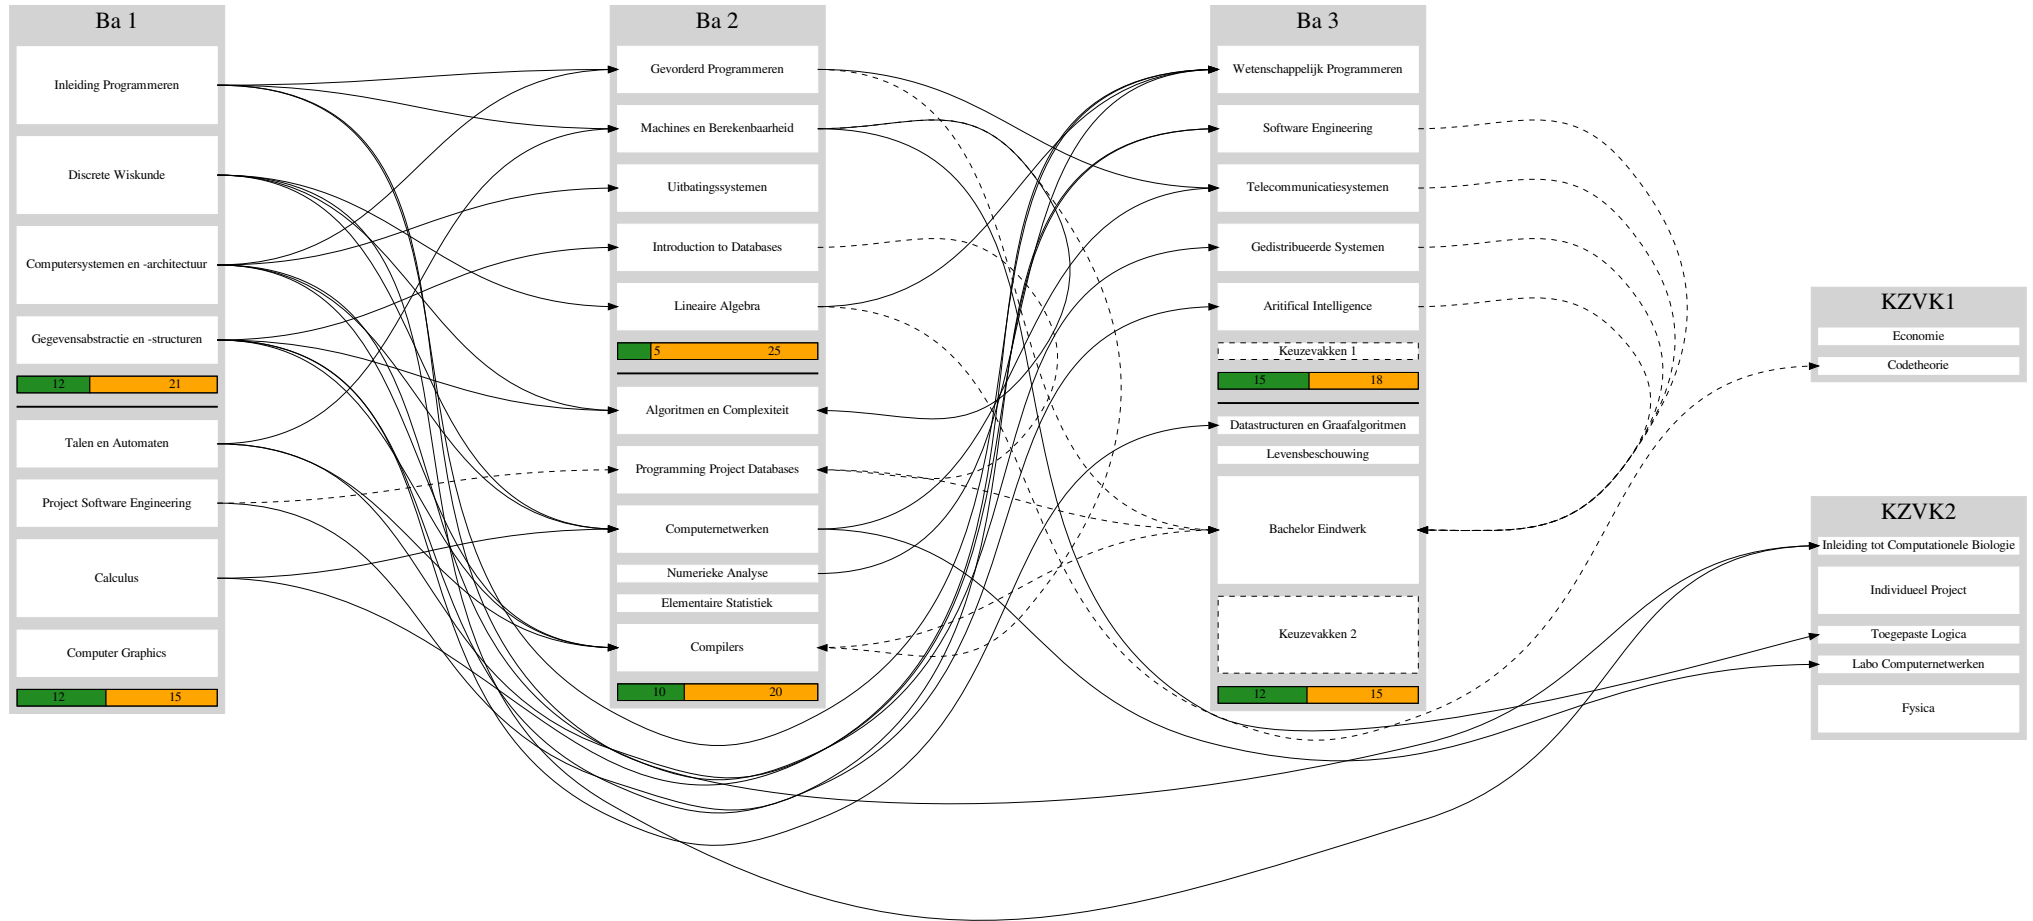 Ba 1
Inleiding Programmeren
Discrete Wiskunde
Computersystemen en -architectuur
Gegevensabstractie en -structuren
12 21
Talen en Automaten
Project Software Engineering
Calculus
Computer Graphics
12 15
Ba 2
Gevorderd Programmeren
Machines en Berekenbaarheid
Uitbatingssystemen
Introduction to Databases
Lineaire Algebra
5 25
Algoritmen en Complexiteit
Programming Project Databases
Computernetwerken
Numerieke Analyse
Elementaire Statistiek
Compilers
10 20
Ba 3
Wetenschappelijk Programmeren
Software Engineering
Telecommunicatiesystemen
Gedistribueerde Systemen
Aritifical Intelligence
Keuzevakken 1
15 18
Datastructuren en Graafalgoritmen
Levensbeschouwing
Bachelor Eindwerk
Keuzevakken 2
12 15
KZVK1
Economie
Codetheorie
KZVK2
Inleiding tot Computationele Biologie
Individueel Project
Toegepaste Logica
Labo Computernetwerken
Fysica